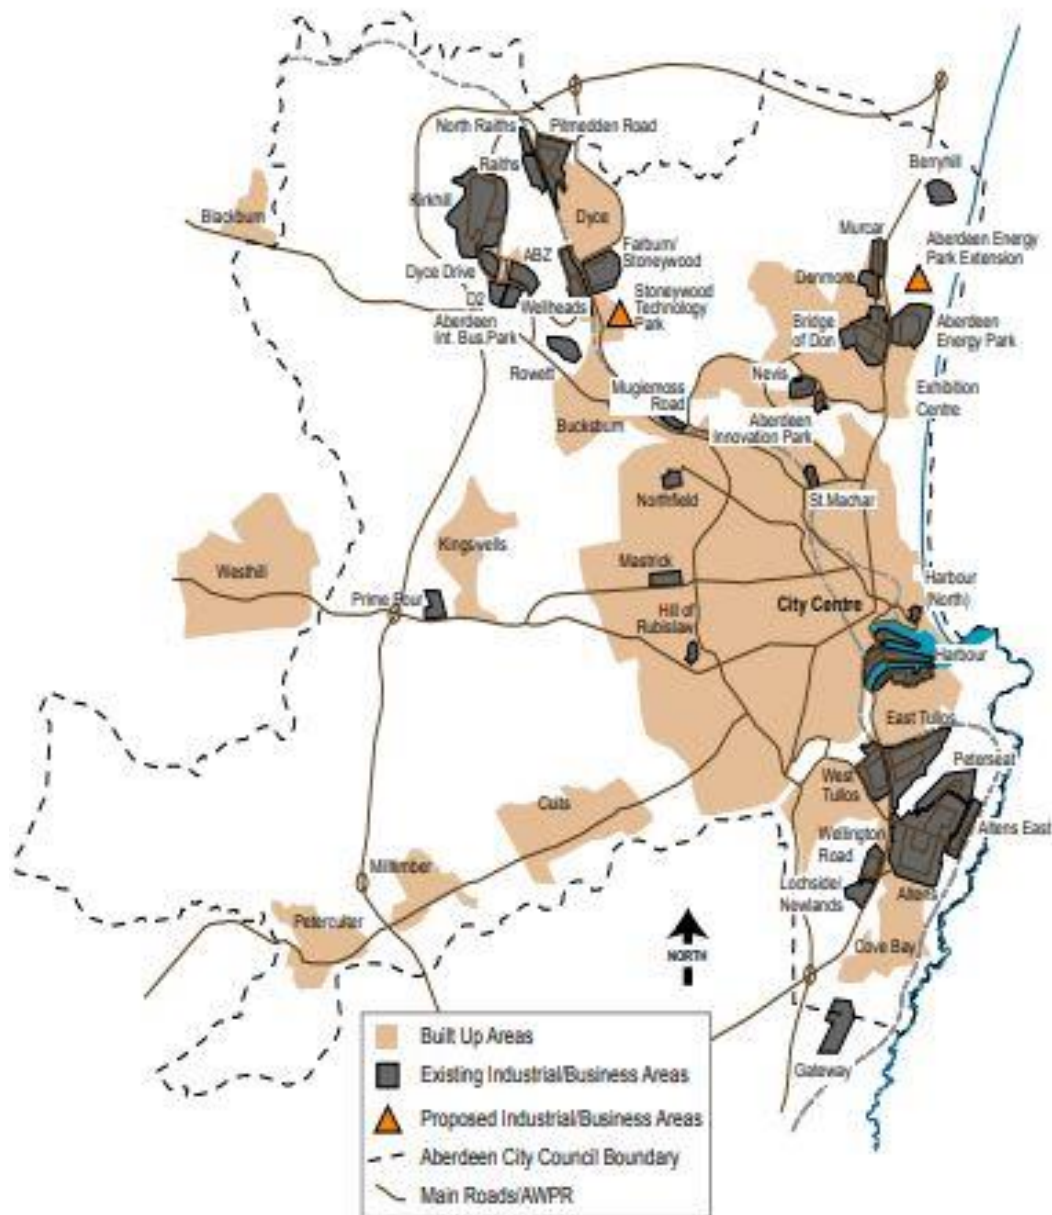 North Raiths
Pitmedden Road
Raiths
Kirkhill
Blackburn
Dyce
Berryhill
Murcar
Farburn/
Stoneywood
ABZ
Dyce Drive
Aberdeen Energy
Park Extension
Denmore
D2
Wellheads
Stoneywood
Technology
Park
Aberdeen
Int. Bus.Park
Bridge
of Don
Aberdeen
Energy Park
Rowett
Nevis
Mugiemoss
Road
Exhibition
Centre
Bucksburn
Aberdeen
Innovation Park
Northfield
St.Machar
Kingswells
Westhill
Mastrick
Prime Four
City Centre
Harbour
(North)
Hill of
Rubislaw
Harbour
East Tullos
Peterseat
West
Tullos
Cults
Altens East
Wellington
Road
Milltimber
Lochside/
Newlands
Altens
Peterculter
Cove Bay
NORTH
Gateway
Built Up Areas
Existing Industrial/Business Areas
Proposed Industrial/Business Areas
Aberdeen City Council Boundary
Main Roads/AWPR